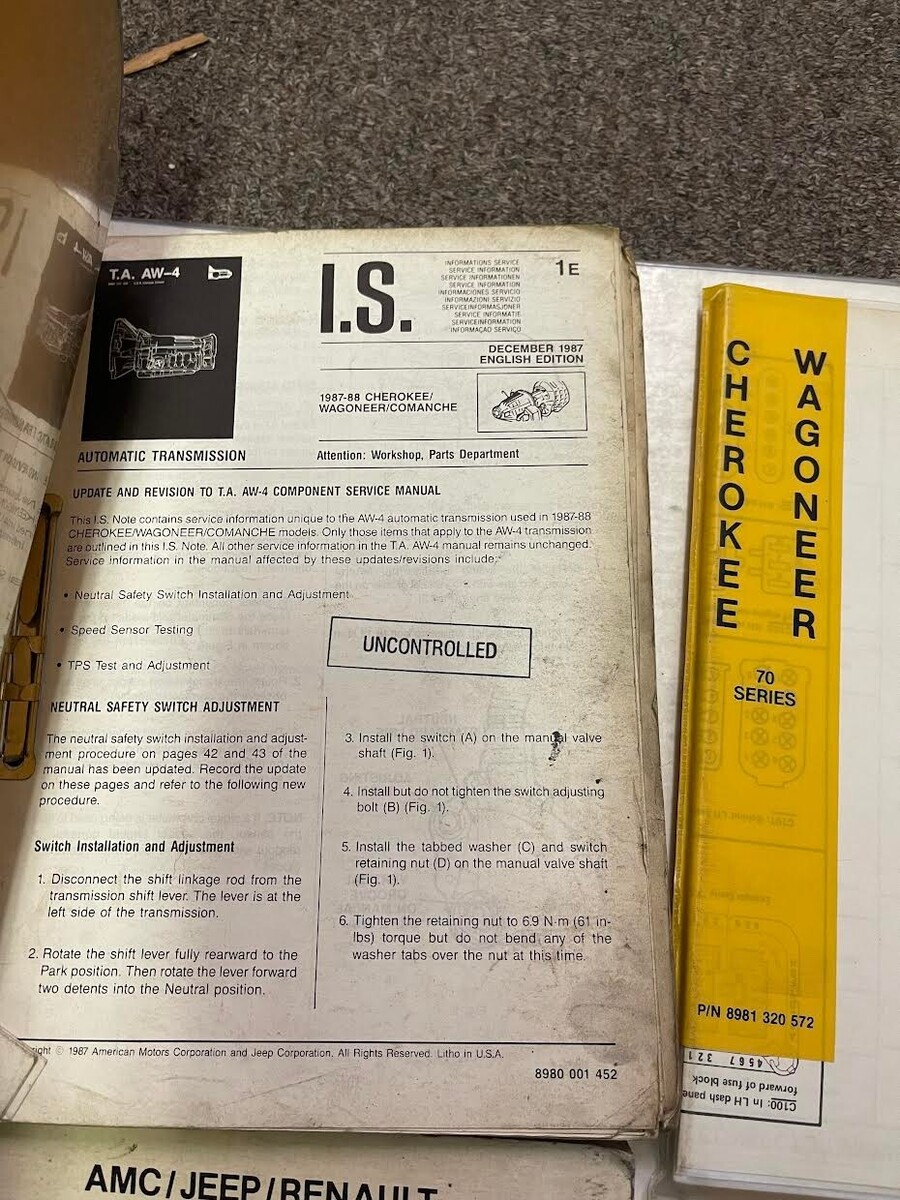 T.A. AW-4
I.S.
INFORMATIONS SERVICE
SERVICE INFORMATION
SERVICE INFORMATIONEN
SERVICE INFORMATION
INFORMACIONES SERVICIO
INFORMAZIONI SERVIZIO
SERVICEINFORMASJONER
SERVICE INFORMATIE
SERVICEINFORMATION
INFORMAÇAO SERVIÇO
1E
DECEMBER 1987
ENGLISH EDITION
1987-88 CHEROKEE/
WAGONEER/COMANCHE
AUTOMATIC TRANSMISSION
Attention: Workshop, Parts Department
UPDATE AND REVISION TO T.A. AW-4 COMPONENT SERVICE MANUAL
This I.S. Note contains service information unique to the AW-4 automatic transmission used in 1987-88
CHEROKEE/WAGONEER/COMANCHE models. Only those items that apply to the AW-4 transmission
are outlined in this I.S. Note. All other service information in the T.A. AW-4 manual remains unchanged.
Service information in the manual affected by these updates/revisions include:
• Neutral Safety Switch Installation and Adjustment
• Speed Sensor Testing
• TPS Test and Adjustment
UNCONTROLLED
NEUTRAL SAFETY SWITCH ADJUSTMENT
The neutral safety switch installation and adjust-
ment procedure on pages 42 and 43 of the
manual has been updated. Record the update
on these pages and refer to the following new
procedure.
Switch Installation and Adjustment
1. Disconnect the shift linkage rod from the
transmission shift lever. The lever is at the
left side of the transmission.
2. Rotate the shift lever fully rearward to the
Park position. Then rotate the lever forward
two detents into the Neutral position.
3. Install the switch (A) on the manual valve
shaft (Fig. 1).
4. Install but do not tighten the switch adjusting
bolt (B) (Fig. 1).
5. Install the tabbed washer (C) and switch
retaining nut (D) on the manual valve shaft
(Fig. 1).
6. Tighten the retaining nut to 6.9 N·m (61 in-
lbs) torque but do not bend any of the
washer tabs over the nut at this time.
© 1987 American Motors Corporation and Jeep Corporation. All Rights Reserved. Litho in U.S.A.
8980 001 452
AMC/JEEP/RENAULT
CHEROKEE
WAGONEER
70
SERIES
P/N 8981 320 572
4567 321
C100: In LH dash pane
forward of fuse block